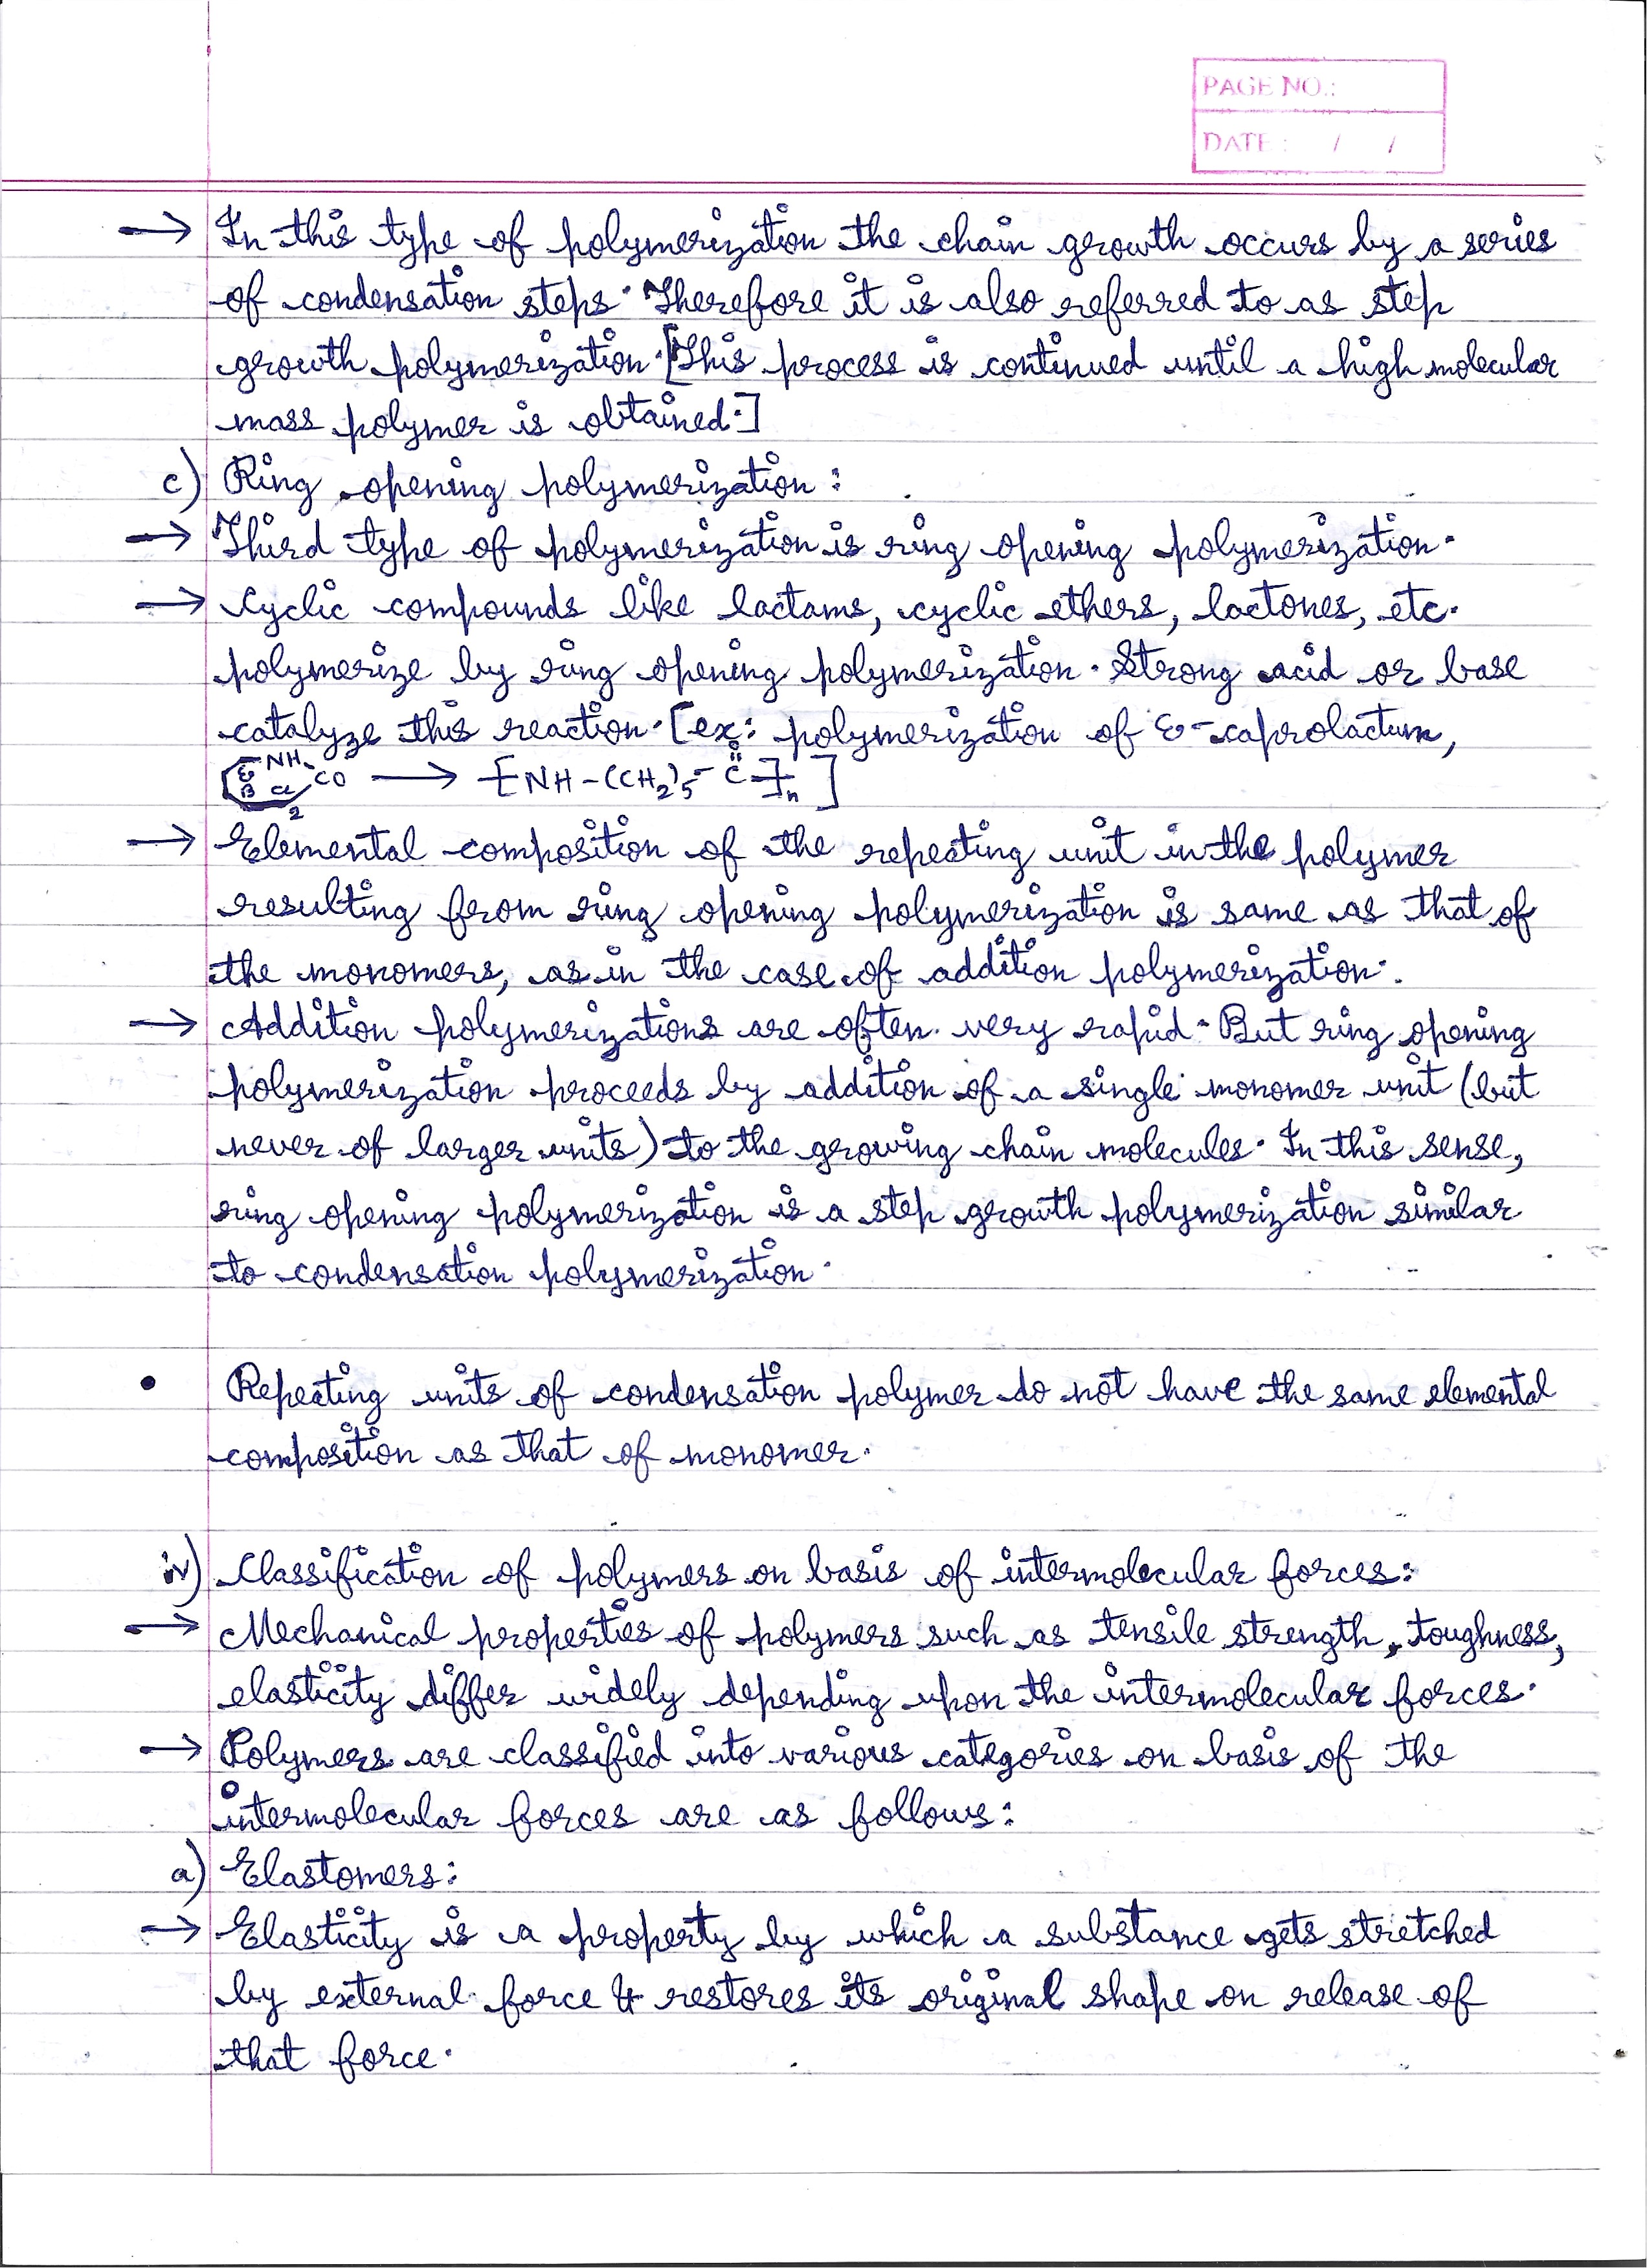 PAGE NO.:
DATE : / /
→ In this type of polymerization the chain growth occurs by a series
of condensation steps. Therefore it is also referred to as step
growth polymerization. [This process is continued until a high molecular
mass polymer is obtained.]
c) Ring opening polymerization:
→ Third type of polymerization is ring opening polymerization.
→ Cyclic compounds like lactams, cyclic ethers, lactones, etc.
polymerize by ring opening polymerization. Strong acid or base
catalyze this reaction. [ex: polymerization of ε-caprolactum,
NH CO → [NH-(CH2)5-C]n ]
→ Elemental composition of the repeating unit in the polymer
resulting from ring opening polymerization is same as that of
the monomers, as in the case of addition polymerization.
→ Addition polymerizations are often very rapid. But ring opening
polymerization proceeds by addition of a single monomer unit (but
never of larger units) to the growing chain molecules. In this sense,
ring opening polymerization is a step growth polymerization similar
to condensation polymerization.
• Repeating units of condensation polymer do not have the same elemental
composition as that of monomer.
iv) Classification of polymers on basis of intermolecular forces:
→ Mechanical properties of polymers such as tensile strength, toughness,
elasticity differ widely depending upon the intermolecular forces.
→ Polymers are classified into various categories on basis of the
intermolecular forces are as follows:
a) Elastomers:
→ Elasticity is a property by which a substance gets stretched
by external force & restores its original shape on release of
that force.